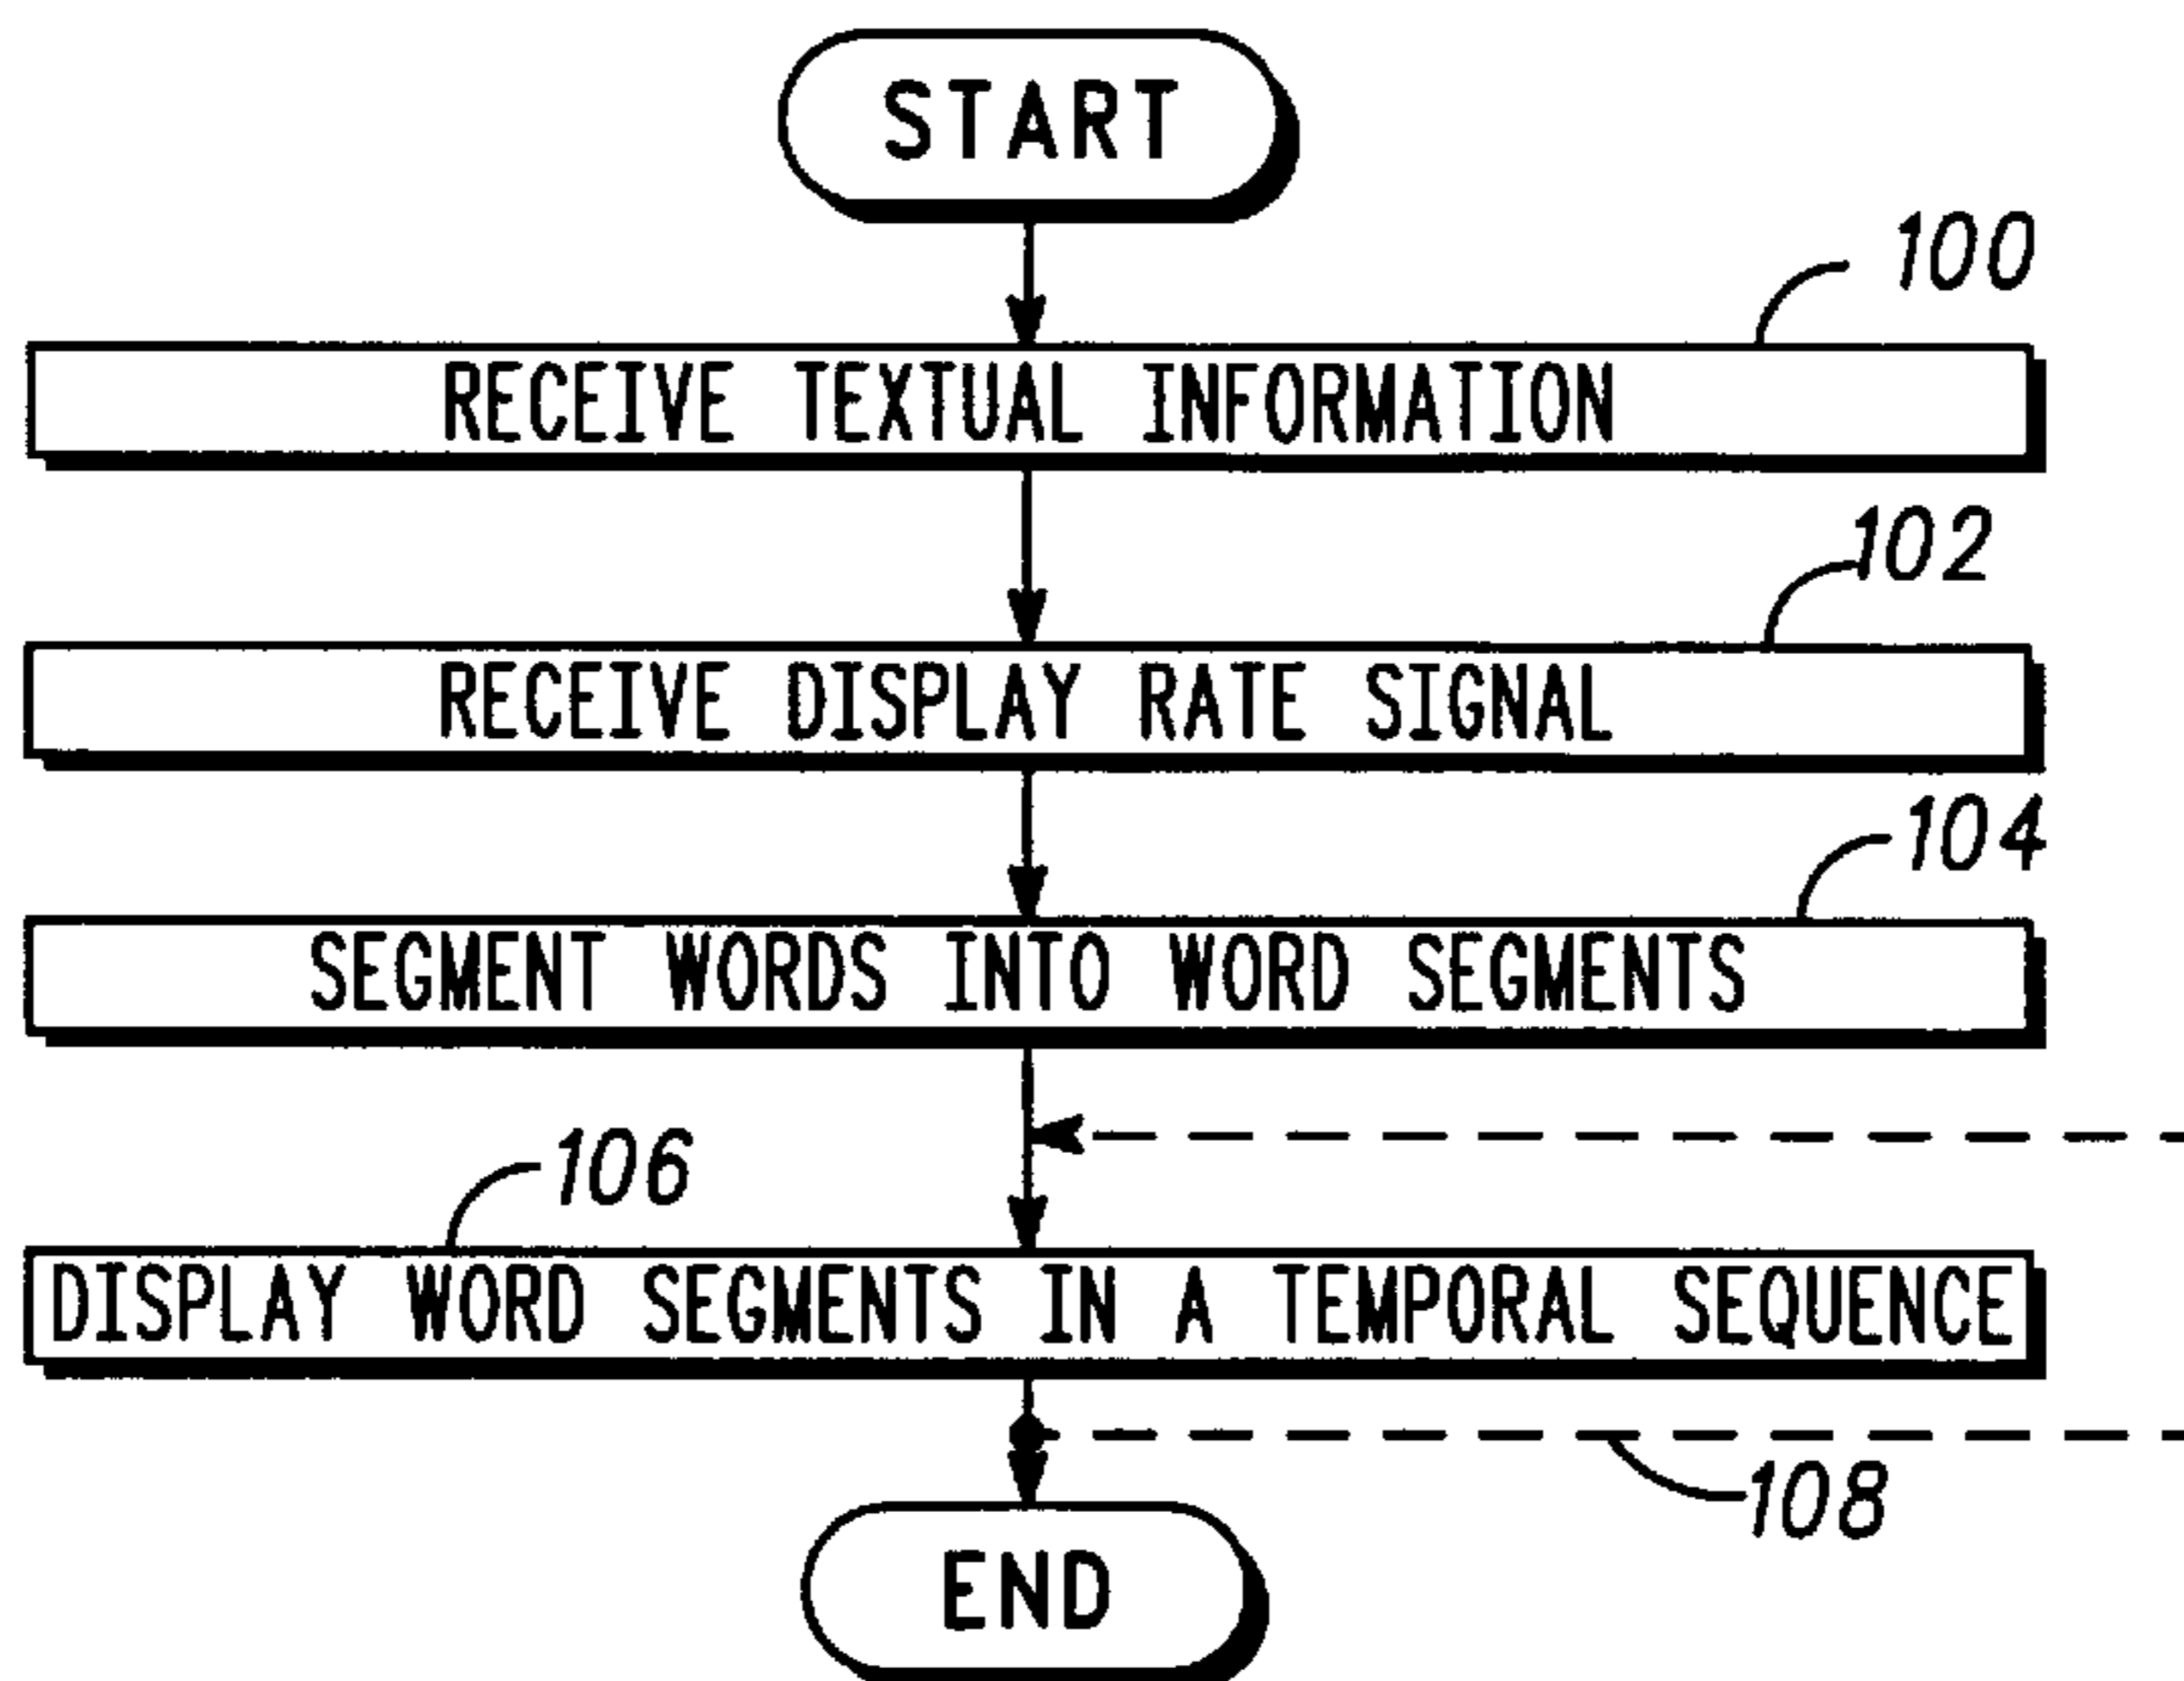 START
100
RECEIVE TEXTUAL INFORMATION
102
RECEIVE DISPLAY RATE SIGNAL
104
SEGMENT WORDS INTO WORD SEGMENTS
106
DISPLAY WORD SEGMENTS IN A TEMPORAL SEQUENCE
108
END